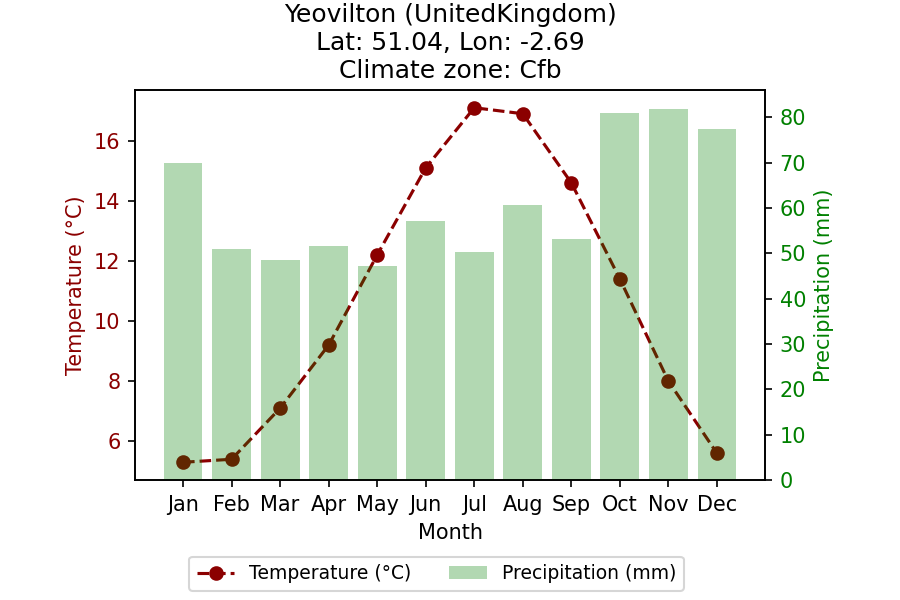 Yeovilton (UnitedKingdom)
Lat: 51.04, Lon: -2.69
Climate zone: Cfb
Temperature (°C)
16
14
12
10
8
6
80
70
60
50
40
30
20
10
0
Precipitation (mm)
Jan Feb Mar Apr May Jun Jul Aug Sep Oct Nov Dec
Month
Temperature (°C) Precipitation (mm)